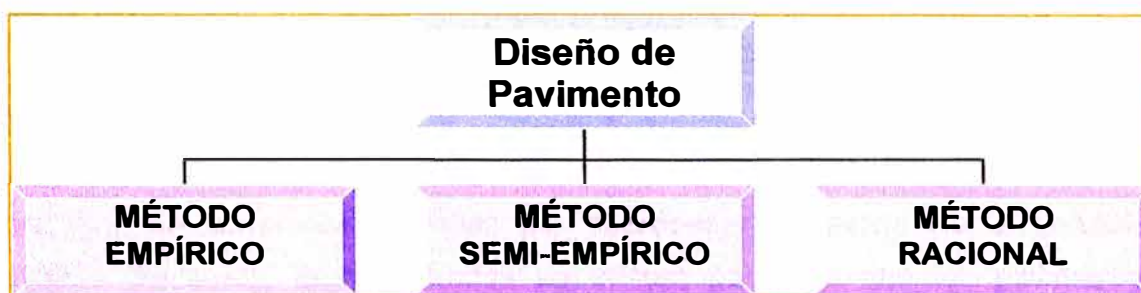 Diseño de
Pavimento
MÉTODO
EMPÍRICO
MÉTODO
SEMI-EMPÍRICO
MÉTODO
RACIONAL